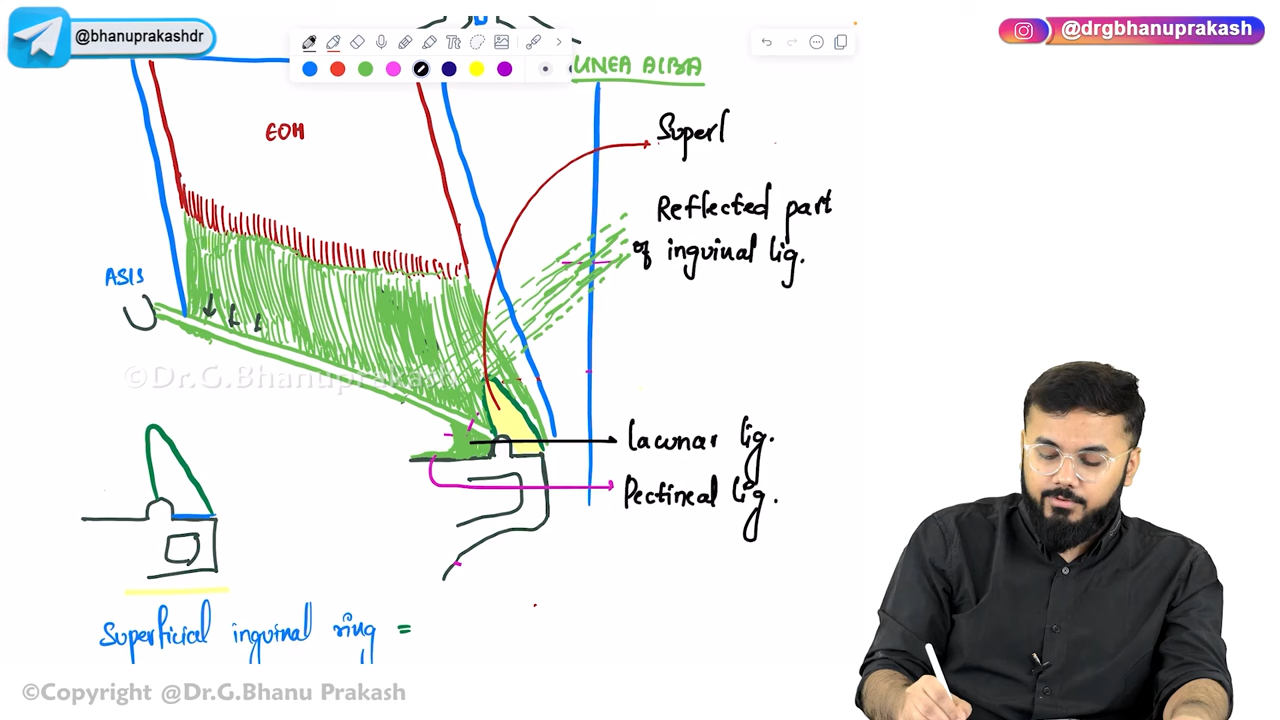 @bhanuprakashdr
@drgbhanuprakash
Tt
LINEA ALBA
EOM
Superf
Reflected part
of inguinal lig.
ASIS
©Dr.G.Bhanuprakash
Lacunar lig.
Pectineal lig.
Superficial inguinal ring =
©Copyright @Dr.G.Bhanu Prakash